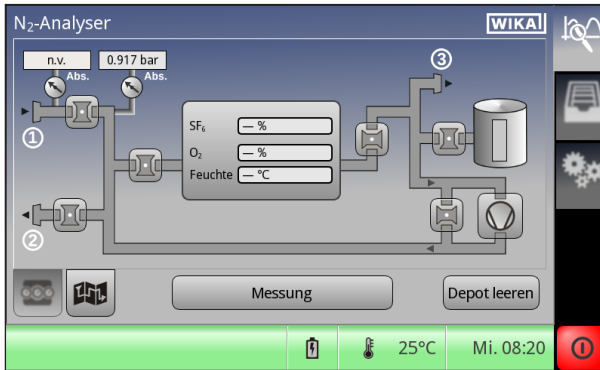 N₂-Analyser
WIKA
n.v.
0.917 bar
Abs.
Abs.
③
①
SF₆
— %
O₂
— %
Feuchte
— °C
②
Messung
Depot leeren
25°C
Mi. 08:20